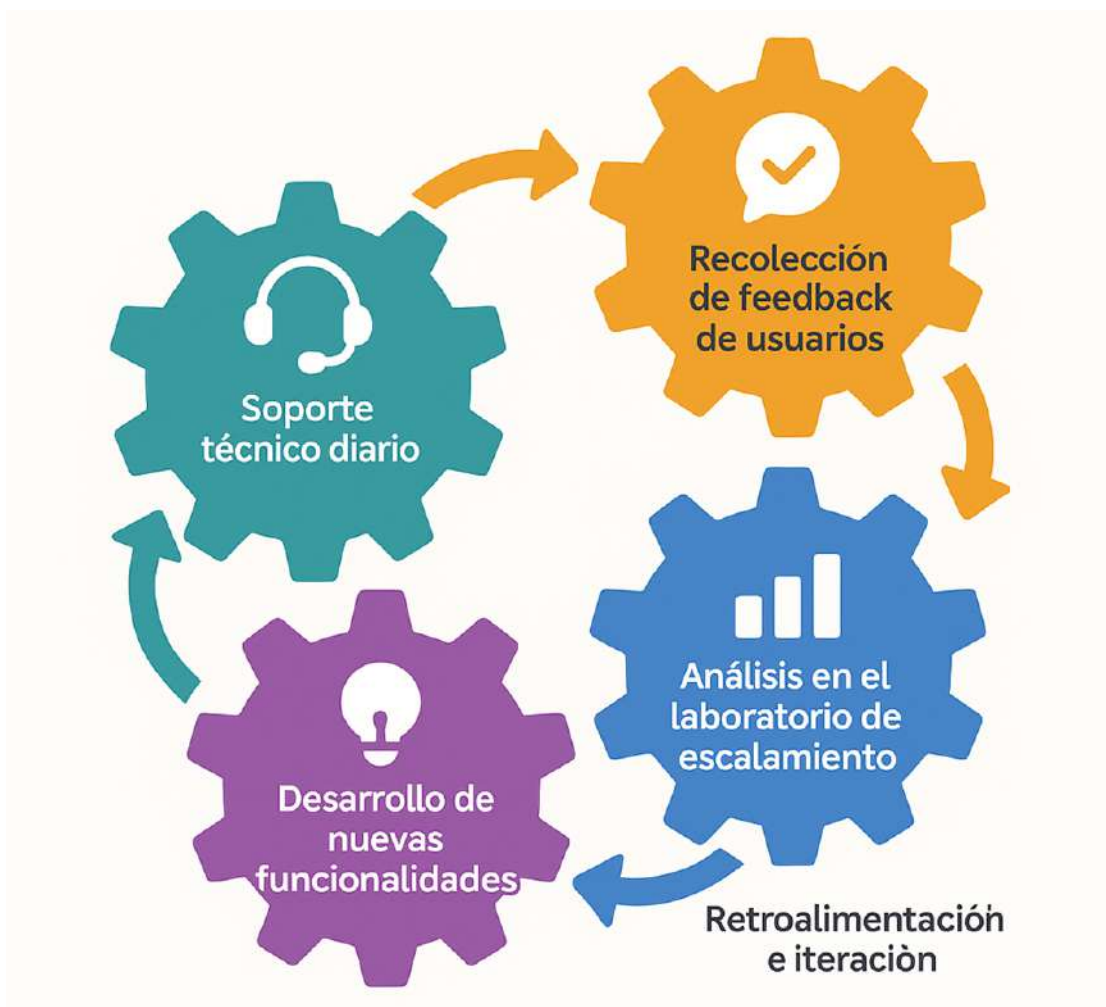 Recolección
de feedback
de usuarios
Soporte
técnico diario
Análisis en el
laboratorio de
escalamiento
Desarrollo de
nuevas
funcionalidades
Retroalimentación
e iteraciòn